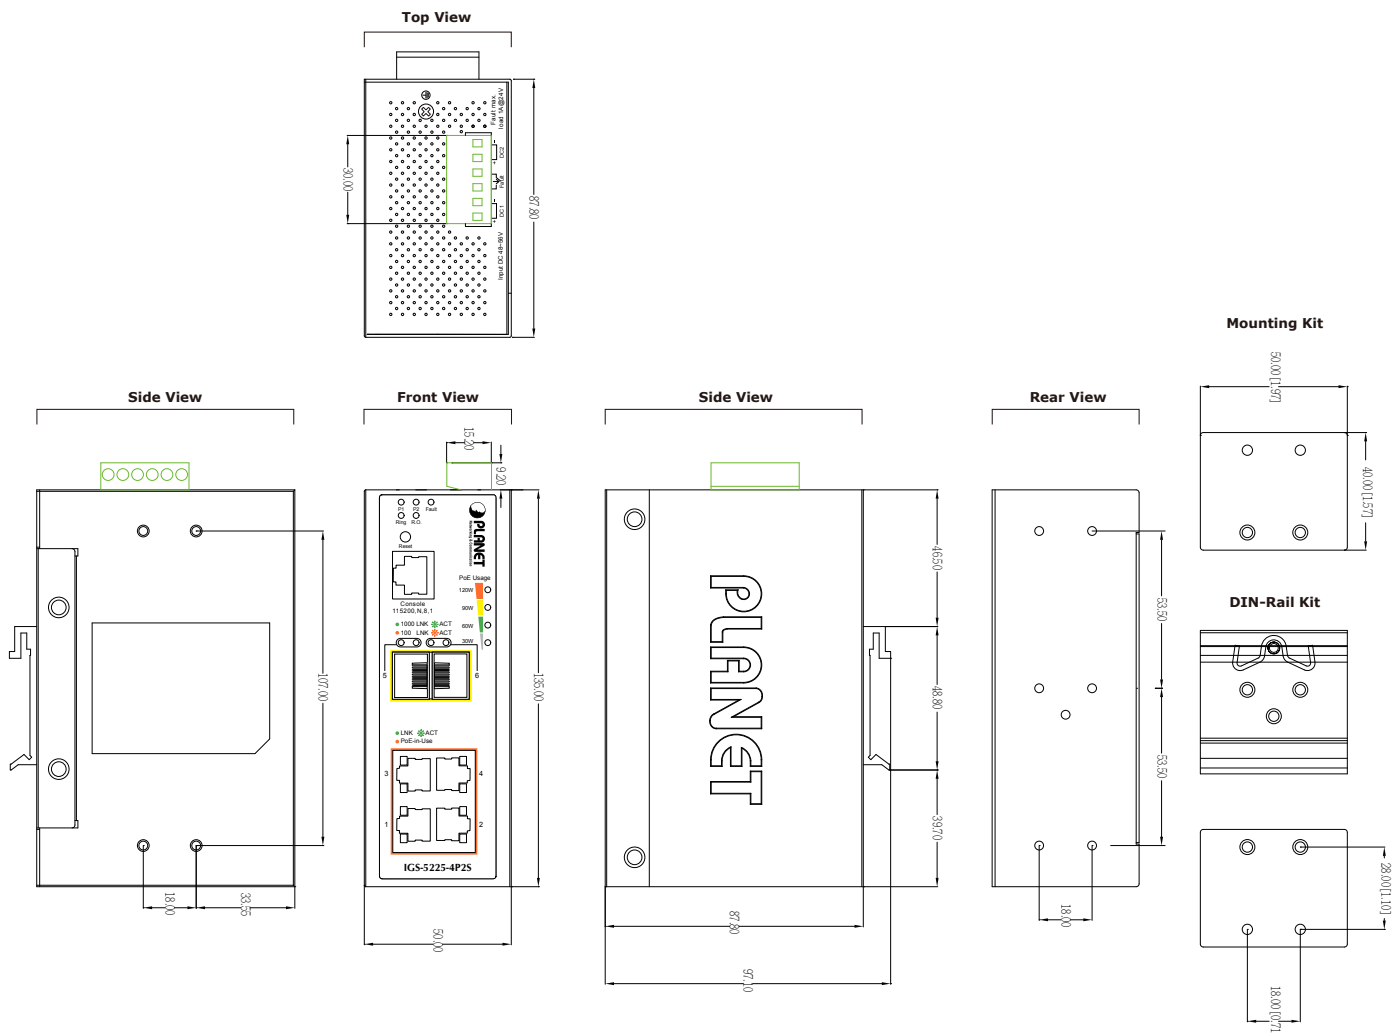 Top View
Fault max.
load 1A@24V
- DC2 +
Fault
- DC1 +
Input DC 48~56V
30.00
87.80
Mounting Kit
50.00 [1.97]
40.00 [1.57]
Side View
Front View
Side View
Rear View
15.20
9.20
P1 P2 Fault
Ring R.O.
Reset
PLANET
Networking & Communication
Console
115200,N,8,1
PoE Usage
120W
90W
60W
30W
1000 LNK ACT
100 LNK ACT
5 6
LNK ACT
PoE-in-Use
3 4
1 2
IGS-5225-4P2S
135.00
50.00
107.00
18.00
33.55
PLANET
46.50
48.80
39.70
87.80
97.10
53.50
53.50
18.00
DIN-Rail Kit
28.00 [1.10]
18.00 [0.71